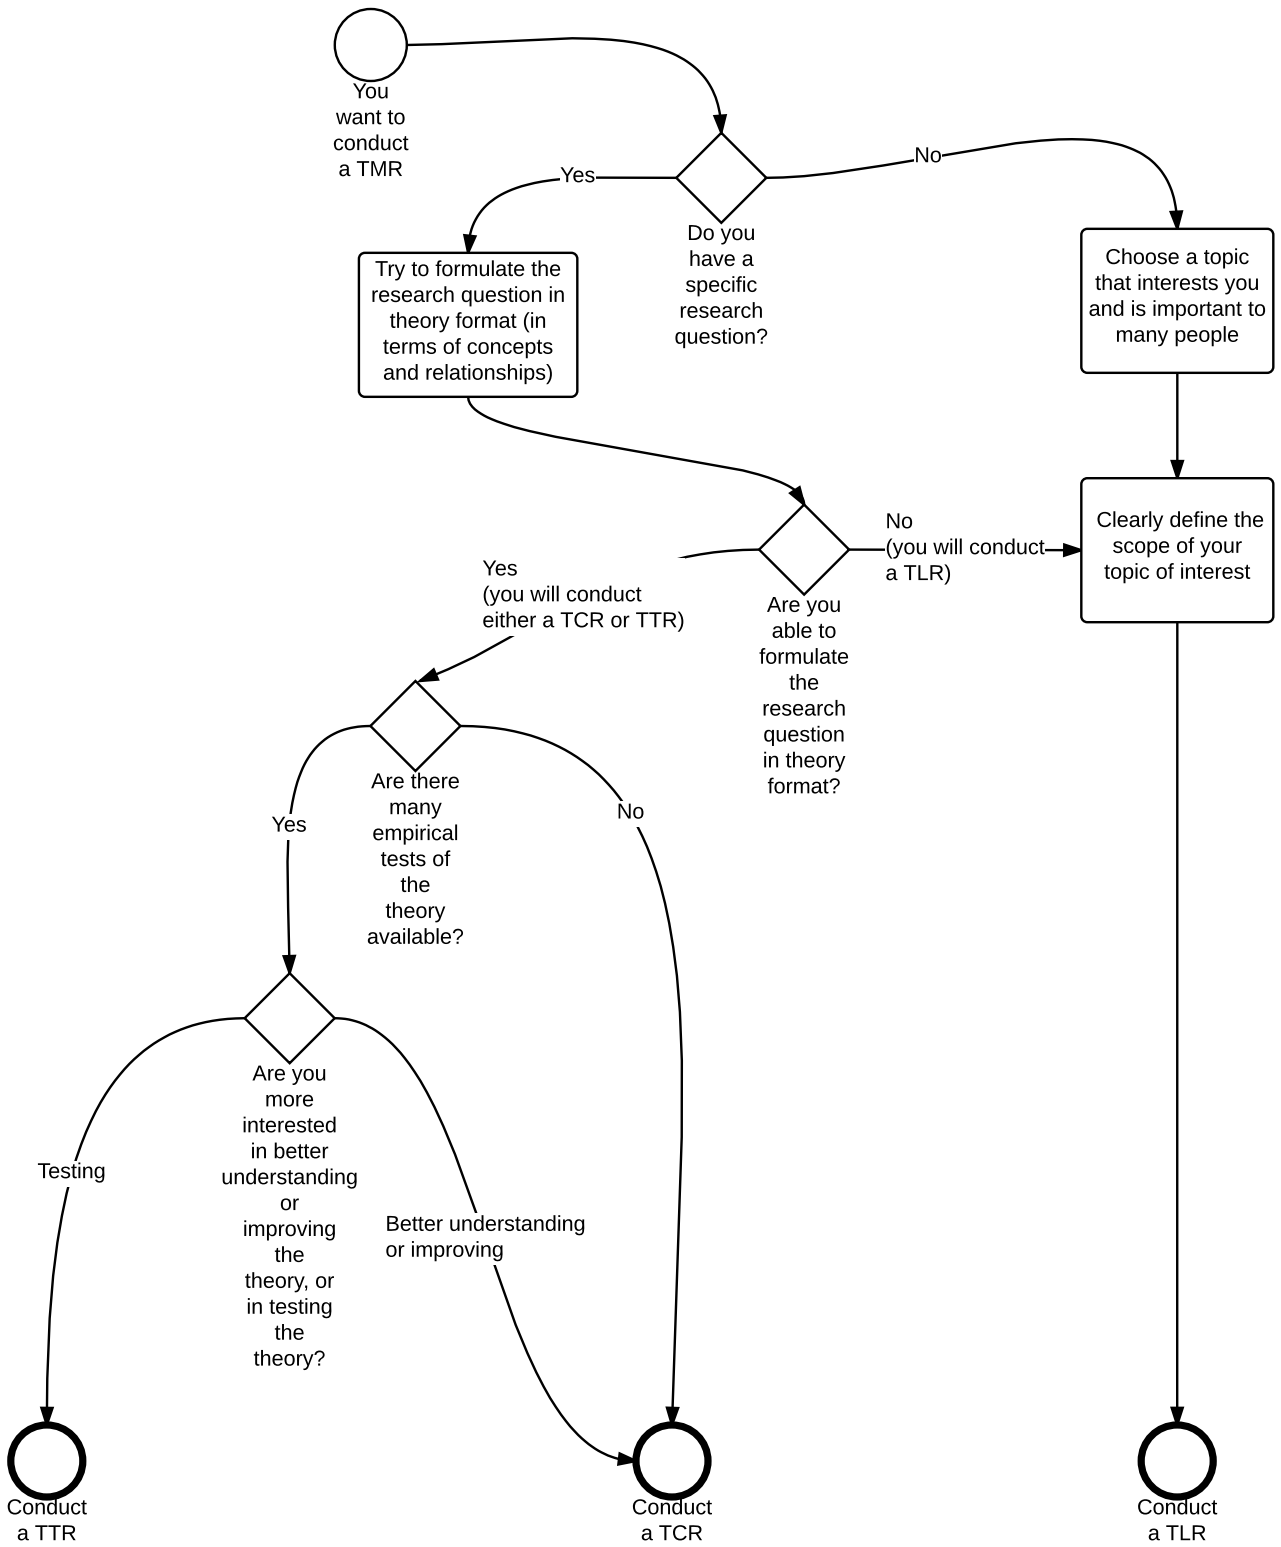 You
want to
conduct
a TMR
Do you
have a
specific
research
question?
Yes
No
Try to formulate the
research question in
theory format (in
terms of concepts
and relationships)
Choose a topic
that interests you
and is important to
many people
Are you
able to
formulate
the
research
question
in theory
format?
No
(you will conduct
a TLR)
Clearly define the
scope of your
topic of interest
Yes
(you will conduct
either a TCR or TTR)
Are there
many
empirical
tests of
the
theory
available?
Yes
No
Are you
more
interested
in better
understanding
or
improving
the
theory, or
in testing
the
theory?
Testing
Better understanding
or improving
Conduct
a TTR
Conduct
a TCR
Conduct
a TLR